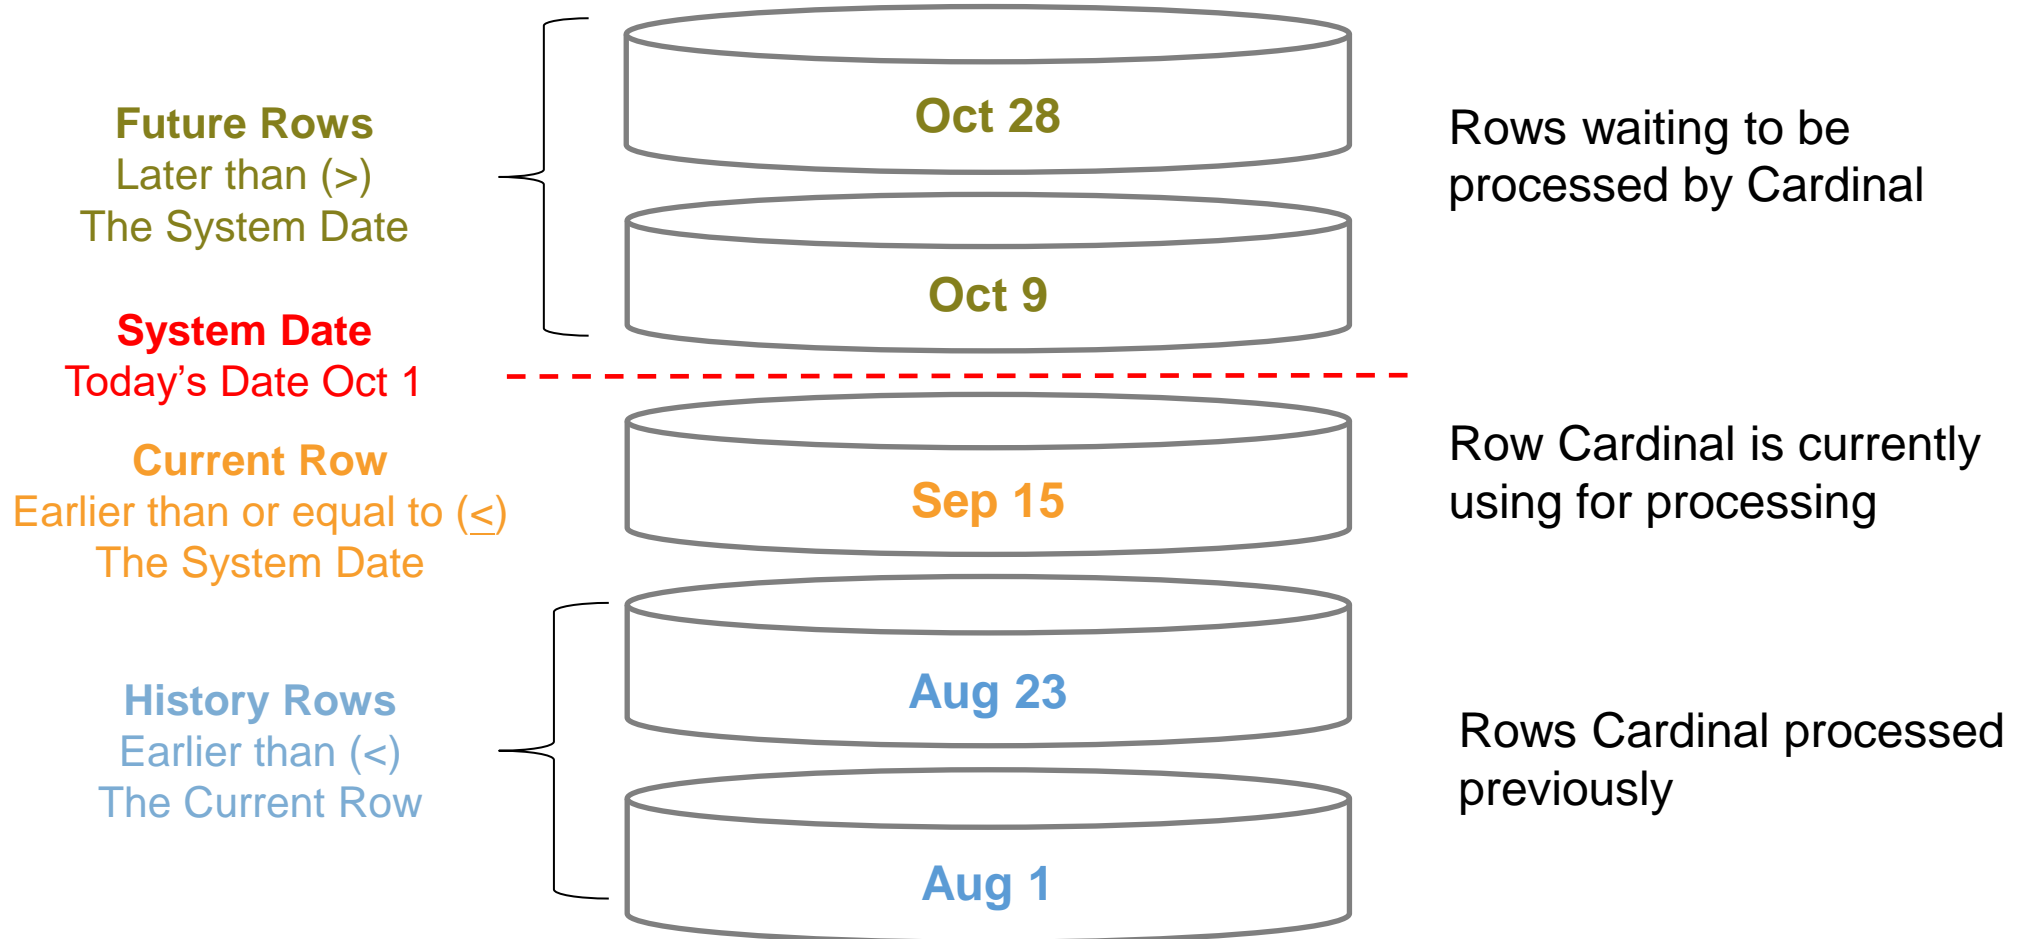 Future Rows
Later than (>)
The System Date
System Date
Today's Date Oct 1
Current Row
Earlier than or equal to (≤)
The System Date
History Rows
Earlier than (<)
The Current Row
Oct 28
Oct 9
Sep 15
Aug 23
Aug 1
Rows waiting to be
processed by Cardinal
Row Cardinal is currently
using for processing
Rows Cardinal processed
previously